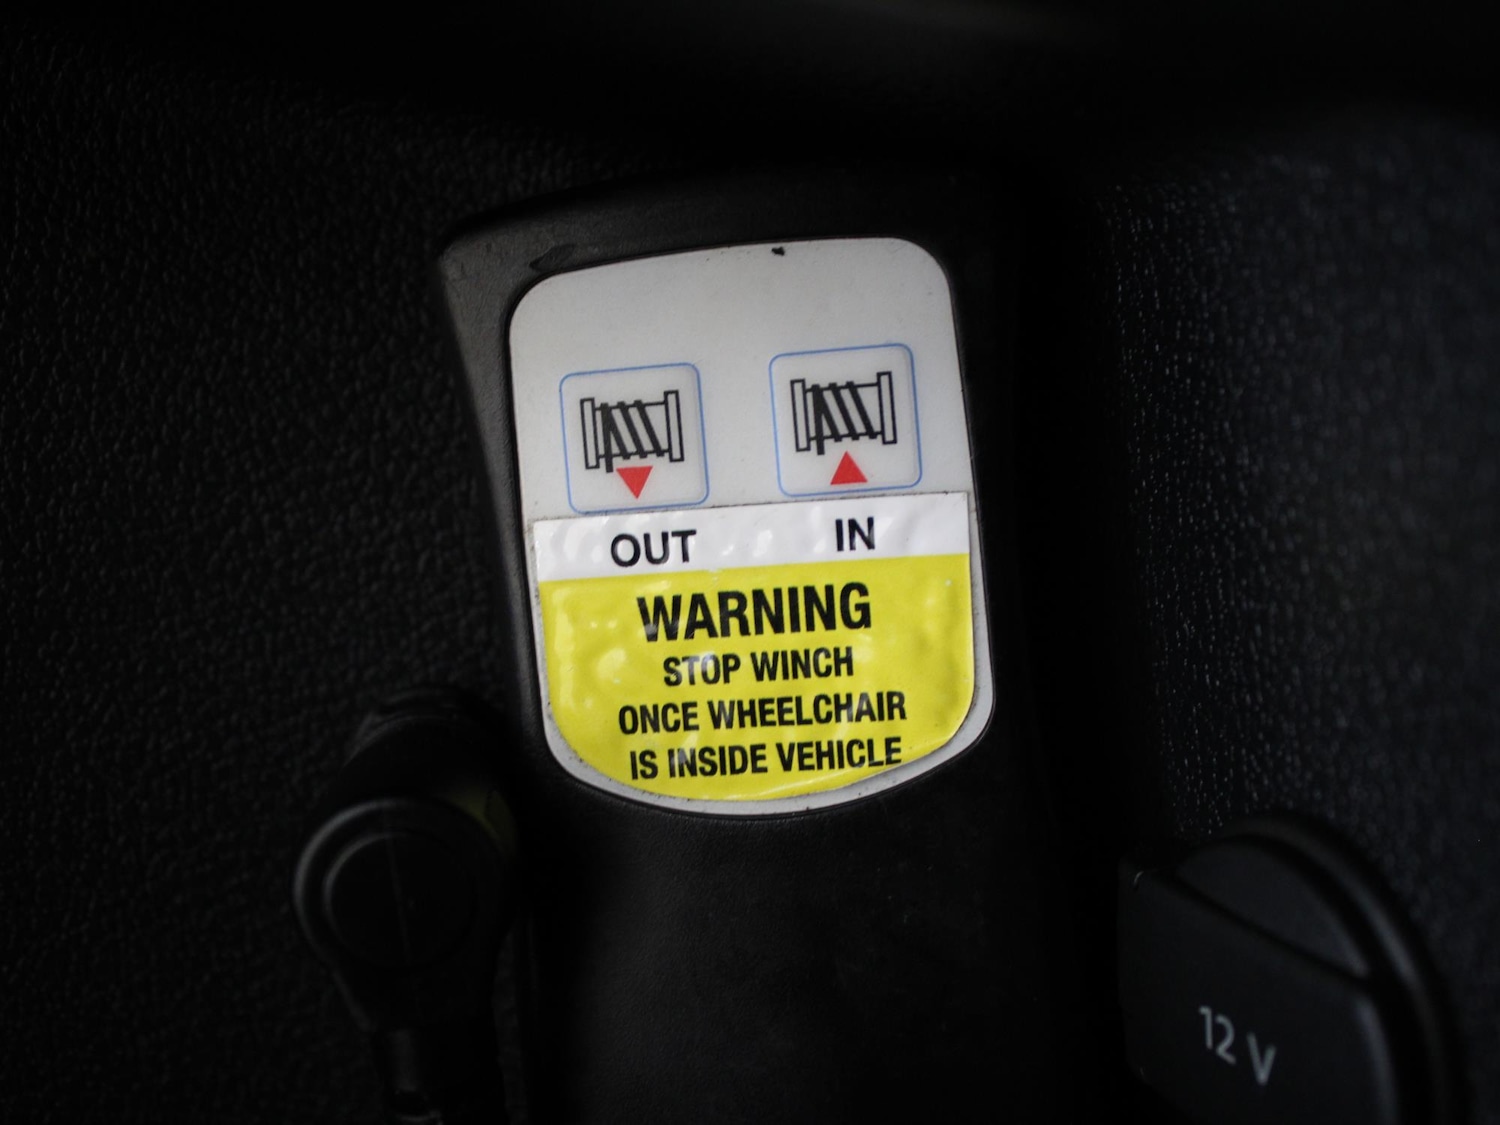 OUT IN
WARNING
STOP WINCH
ONCE WHEELCHAIR
IS INSIDE VEHICLE
12 V